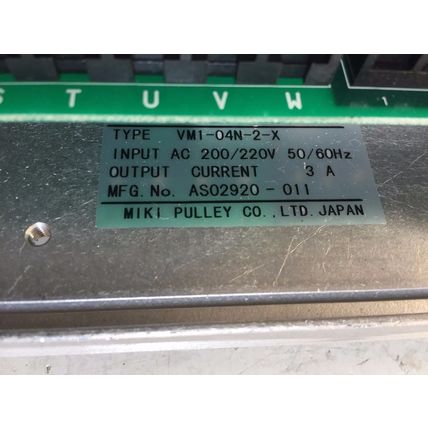 S T U V W
TYPE VM1-04N-2-X
INPUT AC 200/220V 50/60Hz
OUTPUT CURRENT 3 A
MFG. No. AS02920-011
MIKI PULLEY CO., LTD. JAPAN